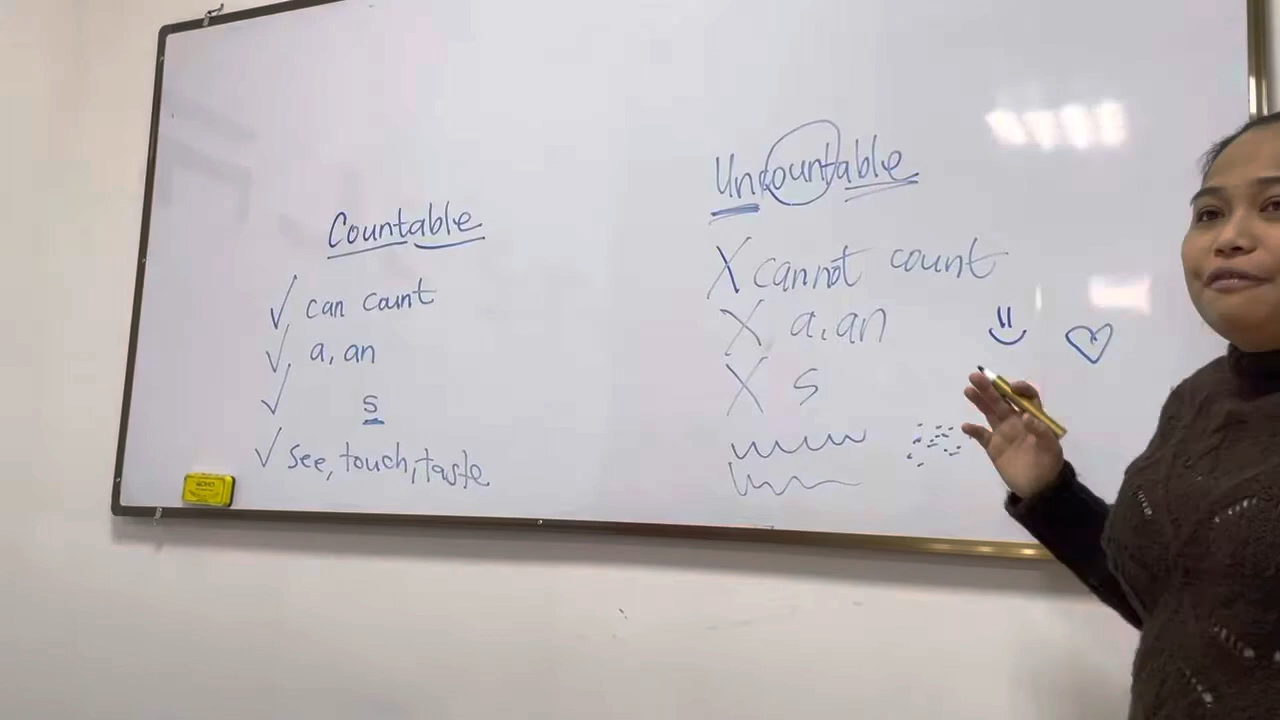 Countable
✓ can count
✓ a, an
✓ s
✓ see, touch, taste
Uncountable
X cannot count
X a, an
X s